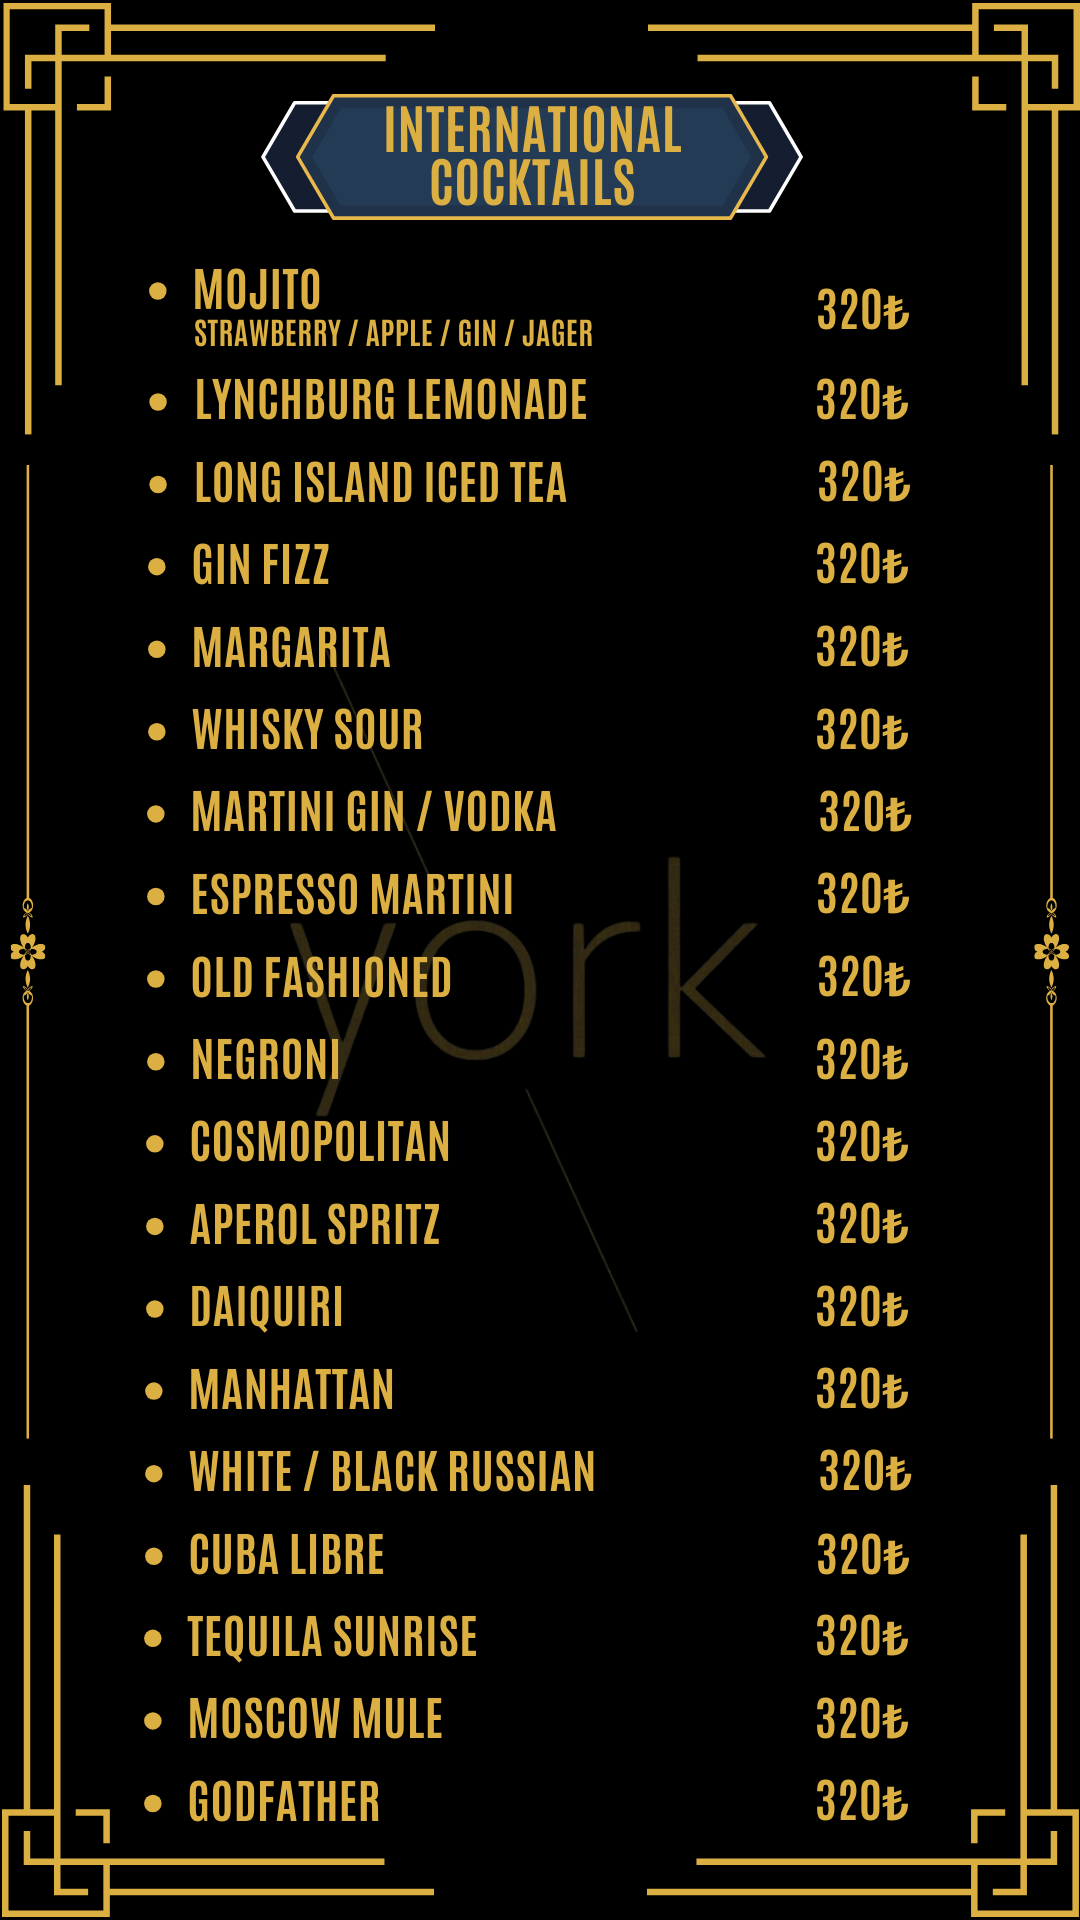 INTERNATIONAL
COCKTAILS
• MOJITO 320₺
STRAWBERRY / APPLE / GIN / JAGER
• LYNCHBURG LEMONADE 320₺
• LONG ISLAND ICED TEA 320₺
• GIN FIZZ 320₺
• MARGARITA 320₺
• WHISKY SOUR 320₺
• MARTINI GIN / VODKA 320₺
• ESPRESSO MARTINI 320₺
york
• OLD FASHIONED 320₺
• NEGRONI 320₺
• COSMOPOLITAN 320₺
• APEROL SPRITZ 320₺
• DAIQUIRI 320₺
• MANHATTAN 320₺
• WHITE / BLACK RUSSIAN 320₺
• CUBA LIBRE 320₺
• TEQUILA SUNRISE 320₺
• MOSCOW MULE 320₺
• GODFATHER 320₺